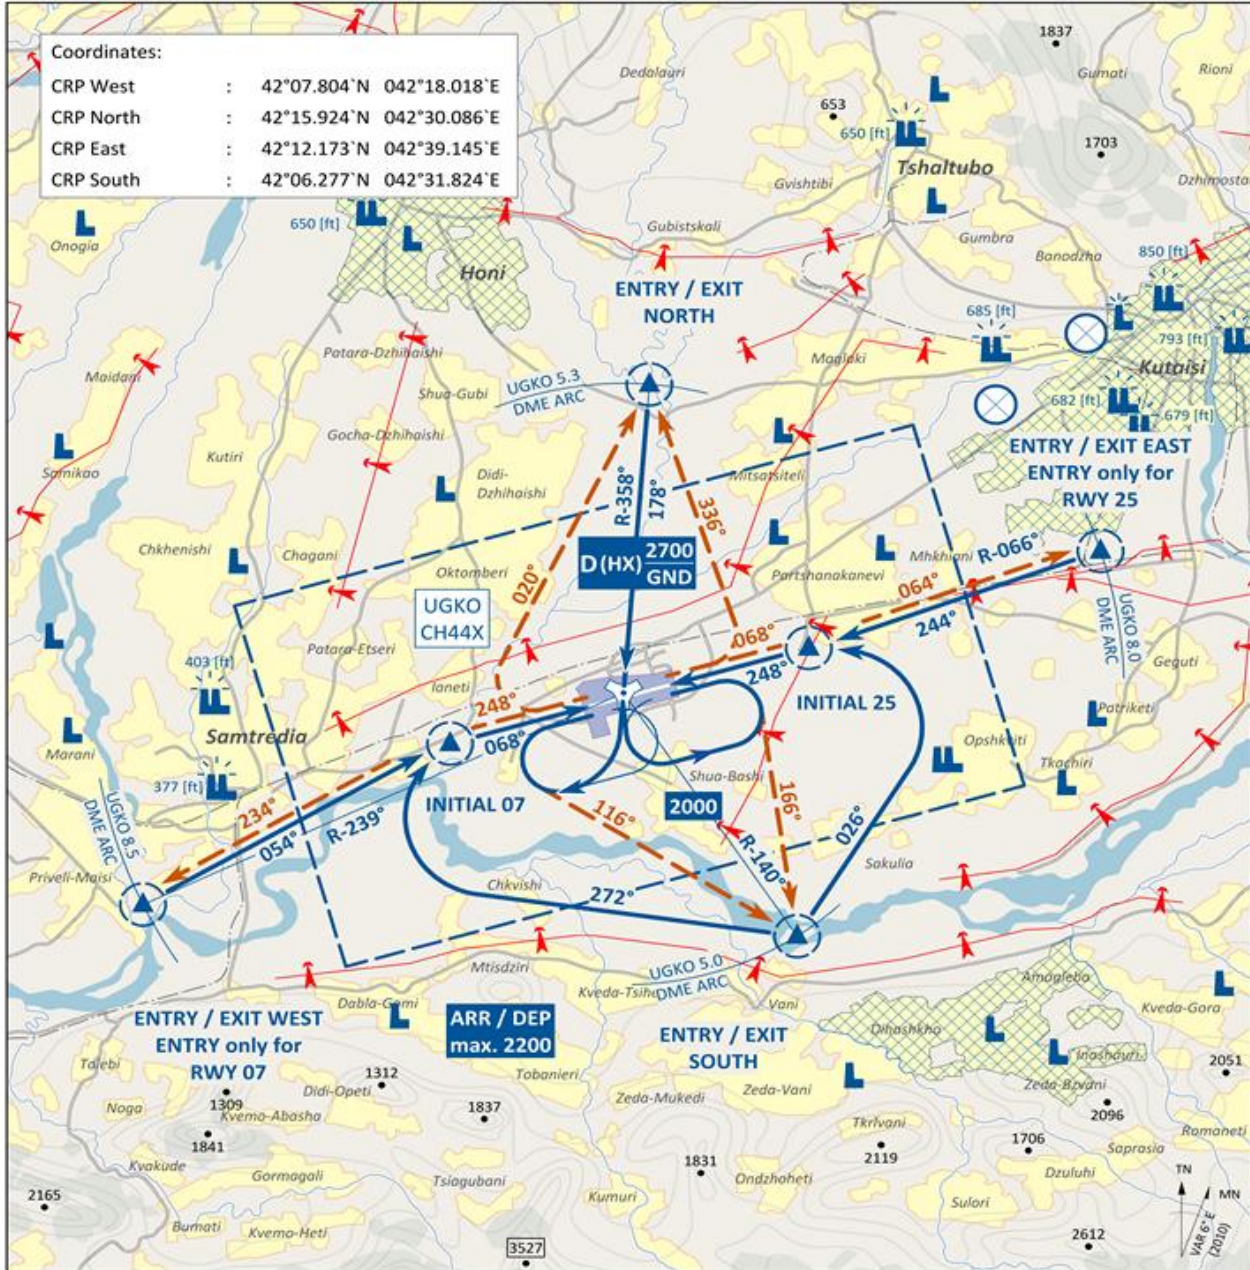 Coordinates:
CRP West : 42°07.804`N 042°18.018`E
CRP North : 42°15.924`N 042°30.086`E
CRP East : 42°12.173`N 042°39.145`E
CRP South : 42°06.277`N 042°31.824`E
1837
Dedalauri
Gumati
Rioni
653
650 [ft]
1703
Tshaltubo
Gvishtibi
Dzhimosta
Onogia
650 [ft]
Gubistskali
Gumbra
Banodzha
850 [ft]
Honi
ENTRY / EXIT
NORTH
685 [ft]
793 [ft]
Patara-Dzhihaishi
Maglaki
Kutaisi
Maidani
UGKO 5.3
DME ARC
Shua-Gubi
682 [ft]
679 [ft]
Gocha-Dzhihaishi
ENTRY / EXIT EAST
ENTRY only for
RWY 25
Samikao
Kutiri
Didi-
Dzhihaishi
Mitsatsiteli
R-358°
178°
336°
Chkhenishi
Chagani
Oktomberi
D (HX) 2700
GND
Mhkhiani
R-066°
Partshanakanevi
020°
064°
UGKO
CH44X
244°
UGKO 8.0
DME ARC
068°
Patara-Etseri
403 [ft]
Geguti
248°
Ianeti
248°
INITIAL 25
Patriketi
Samtredia
068°
Marani
Opshkviti
Shua-Bashi
Tkachiri
377 [ft]
INITIAL 07
2000
166°
UGKO 8.5
DME ARC
234°
054°
R-239°
116°
026°
R-140°
Sakulia
Priveli-Maisi
Chkvishi
272°
Mtisdziri
UGKO 5.0
DME ARC
Amagleba
Dabla-Gomi
Kveda-Tsihe
Vani
Kveda-Gora
ENTRY / EXIT WEST
ENTRY only for
RWY 07
ARR / DEP
max. 2200
ENTRY / EXIT
SOUTH
Dihashkho
Inashauri
Talebi
2051
1312
Tobanieri
Didi-Opeti
Zeda-Mukedi
Zeda-Vani
Zeda-Bzvani
Noga
1309
Kvemo-Abasha
1837
2096
1841
Tkrlvani
Romaneti
2119
1706
Saprasia
Kvakude
Gormagali
Tsiagubani
1831
Ondzhoheti
Dzuluhi
2165
Kumuri
Sulori
TN
MN
Bumati
Kvemo-Heti
3527
2612
VAR 6° E
(2010)